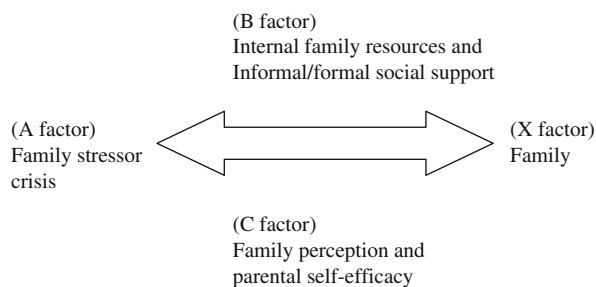 (B factor)
Internal family resources and
Informal/formal social support
(A factor)
Family stressor
crisis
(X factor)
Family
(C factor)
Family perception and
parental self-efficacy